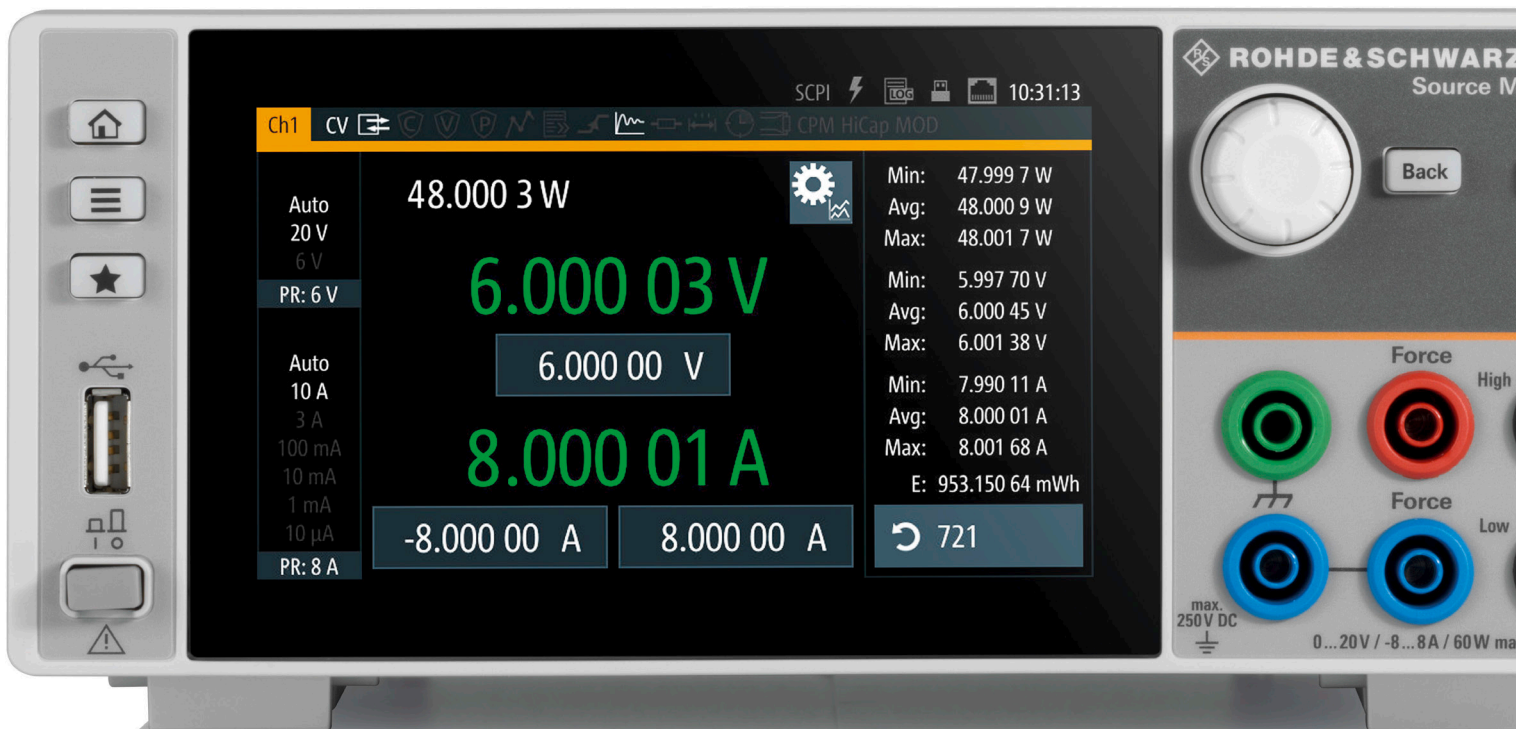 ROHDE&SCHWARZ
Source M
SCPI LOG 10:31:13
Ch1 CV C V P CPM HiCap MOD
Auto
20 V
6 V
PR: 6 V
Auto
10 A
3 A
100 mA
10 mA
1 mA
10 µA
PR: 8 A
48.000 3 W
6.000 03 V
6.000 00 V
8.000 01 A
-8.000 00 A 8.000 00 A
Min: 47.999 7 W
Avg: 48.000 9 W
Max: 48.001 7 W
Min: 5.997 70 V
Avg: 6.000 45 V
Max: 6.001 38 V
Min: 7.990 11 A
Avg: 8.000 01 A
Max: 8.001 68 A
E: 953.150 64 mWh
721
Back
Force
High
Force
Low
max.
250 V DC
0...20 V / -8...8 A / 60 W ma